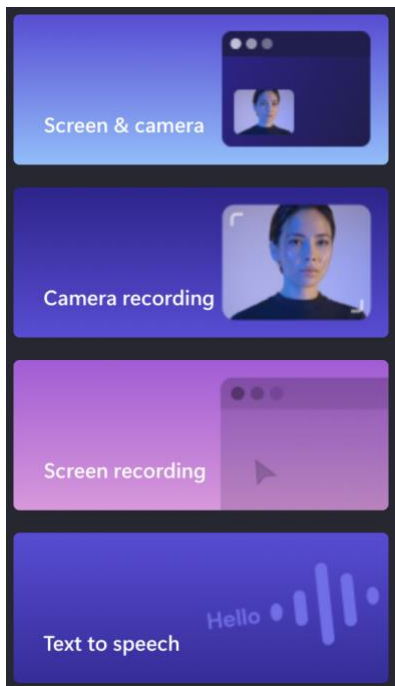 Screen & camera
Camera recording
Screen recording
Hello
Text to speech